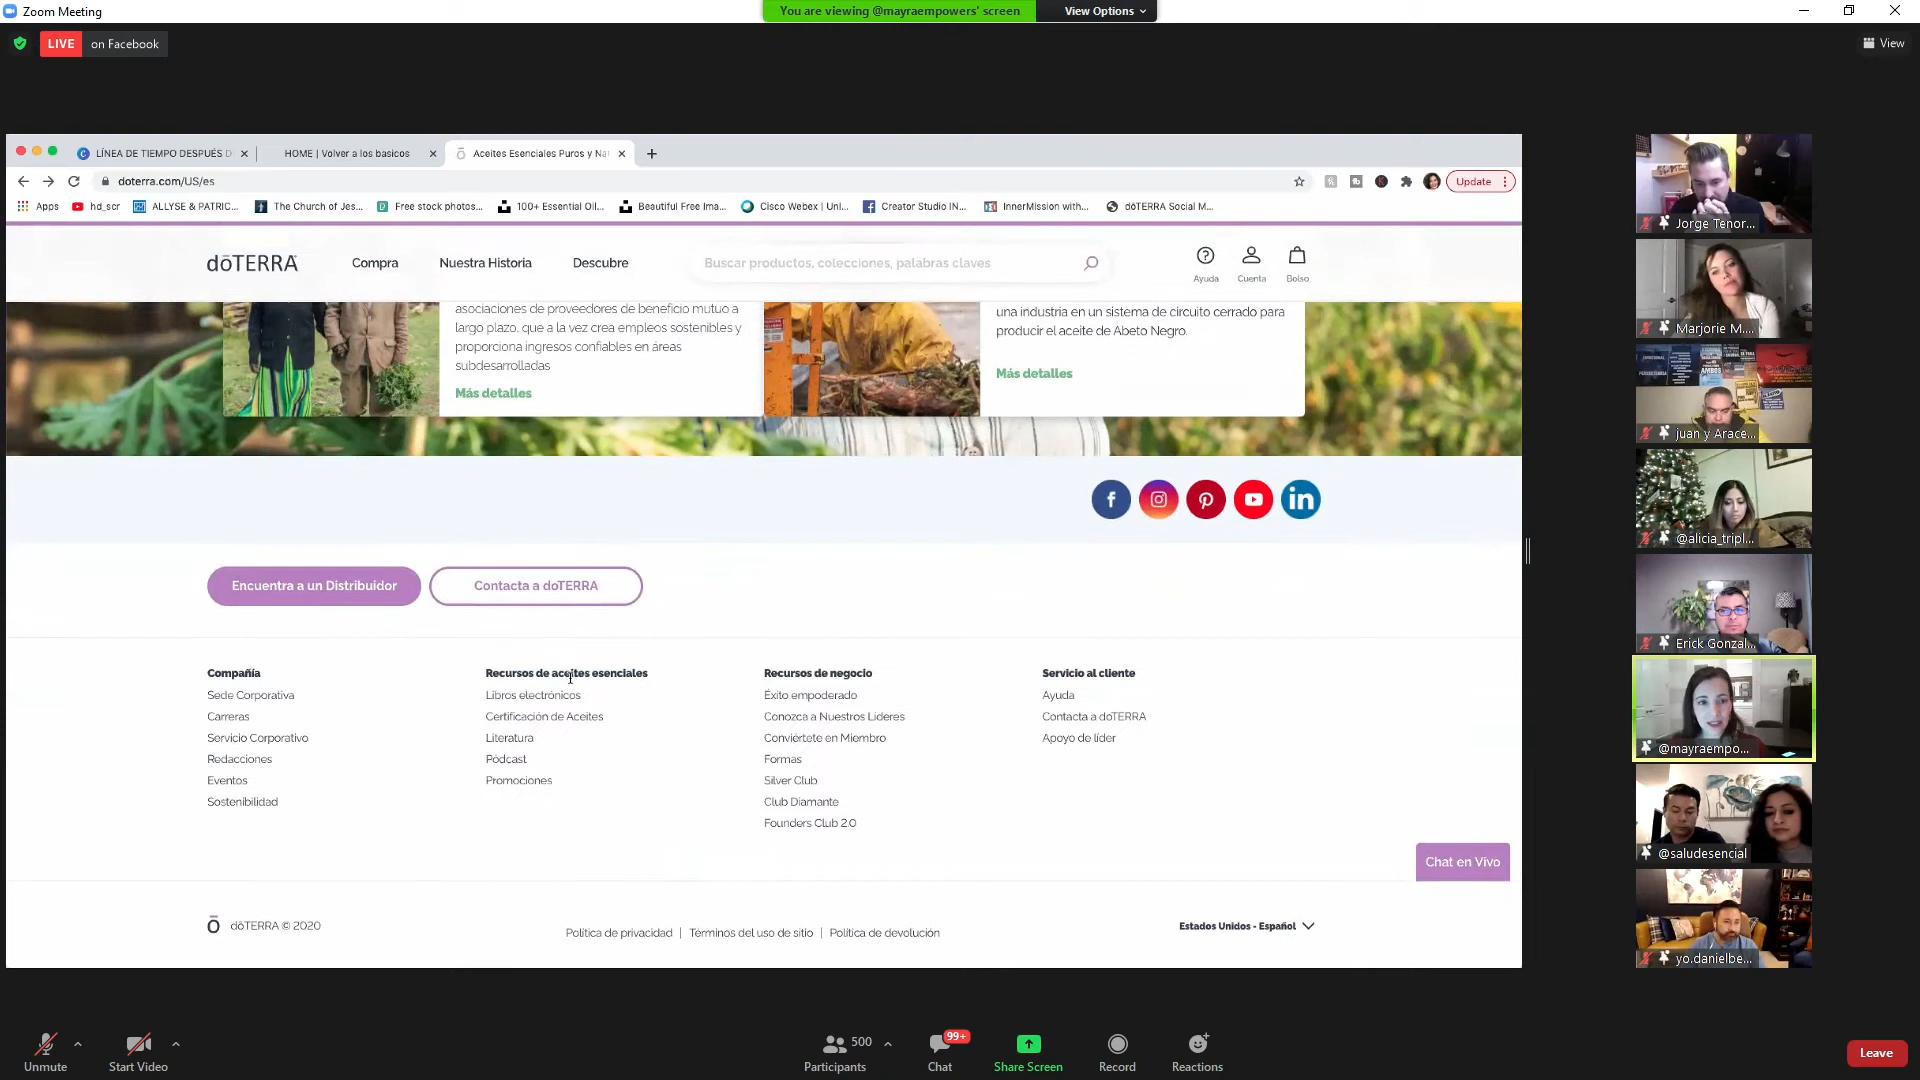 Zoom Meeting
You are viewing @mayraempowers' screen
View Options
LIVE on Facebook
View
LÍNEA DE TIEMPO DESPUÉS D
HOME | Volver a los basicos
Aceites Esenciales Puros y Na
doterra.com/US/es
Update
Apps
hd_scr
ALLYSE & PATRIC...
The Church of Jes...
Free stock photos...
100+ Essential Oil...
Beautiful Free Ima...
Cisco Webex | Uni...
Creator Studio IN...
InnerMission with...
dōTERRA Social M...
dōTERRA
Compra
Nuestra Historia
Descubre
Buscar productos, colecciones, palabras claves
Ayuda
Cuenta
Bolso
asociaciones de proveedores de beneficio mutuo a
largo plazo, que a la vez crea empleos sostenibles y
proporciona ingresos confiables en áreas
subdesarrolladas
Más detalles
una industria en un sistema de circuito cerrado para
producir el aceite de Abeto Negro.
Más detalles
Encuentra a un Distribuidor
Contacta a doTERRA
Compañía
Sede Corporativa
Carreras
Servicio Corporativo
Redacciones
Eventos
Sostenibilidad
Recursos de aceites esenciales
Libros electrónicos
Certificación de Aceites
Literatura
Pódcast
Promociones
Recursos de negocio
Éxito empoderado
Conozca a Nuestros Líderes
Conviértete en Miembro
Formas
Silver Club
Club Diamante
Founders Club 2.0
Servicio al cliente
Ayuda
Contacta a doTERRA
Apoyo de líder
Chat en Vivo
dōTERRA © 2020
Política de privacidad | Términos del uso de sitio | Política de devolución
Estados Unidos - Español
Jorge Tenor...
Marjorie M....
juan y Arace...
@alicia_tripl...
Erick Gonzal...
@mayraempo...
@saludesencial
yo.danielbe...
Unmute
Start Video
Participants
500
Chat
99+
Share Screen
Record
Reactions
Leave